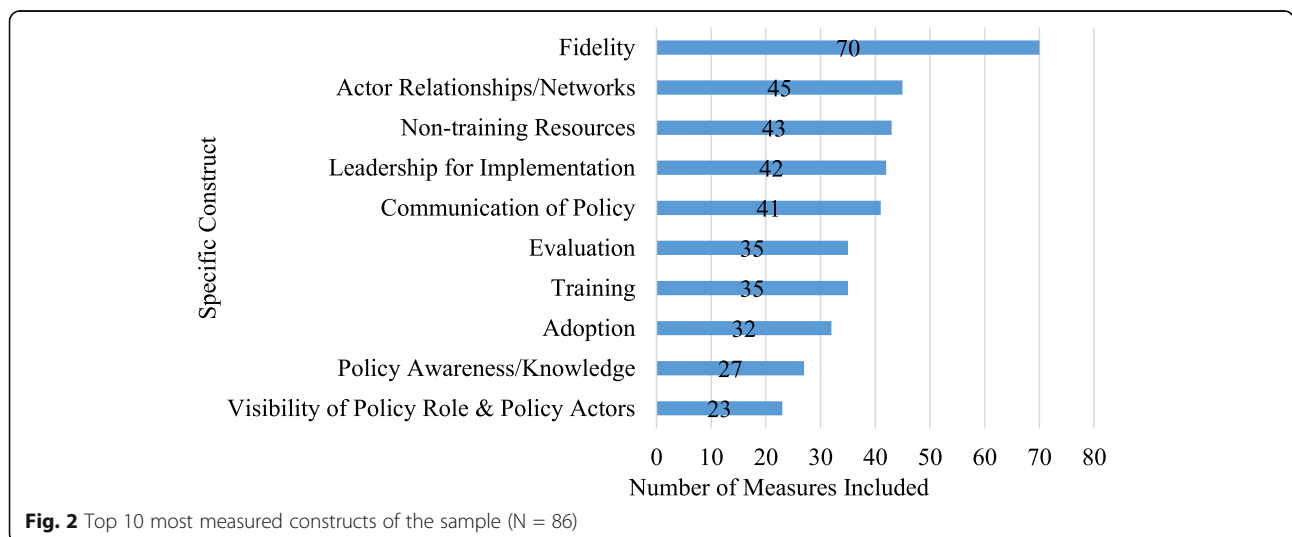 Specific Construct
Fidelity 70
Actor Relationships/Networks 45
Non-training Resources 43
Leadership for Implementation 42
Communication of Policy 41
Evaluation 35
Training 35
Adoption 32
Policy Awareness/Knowledge 27
Visibility of Policy Role & Policy Actors 23
0 10 20 30 40 50 60 70 80
Number of Measures Included
Fig. 2 Top 10 most measured constructs of the sample (N = 86)